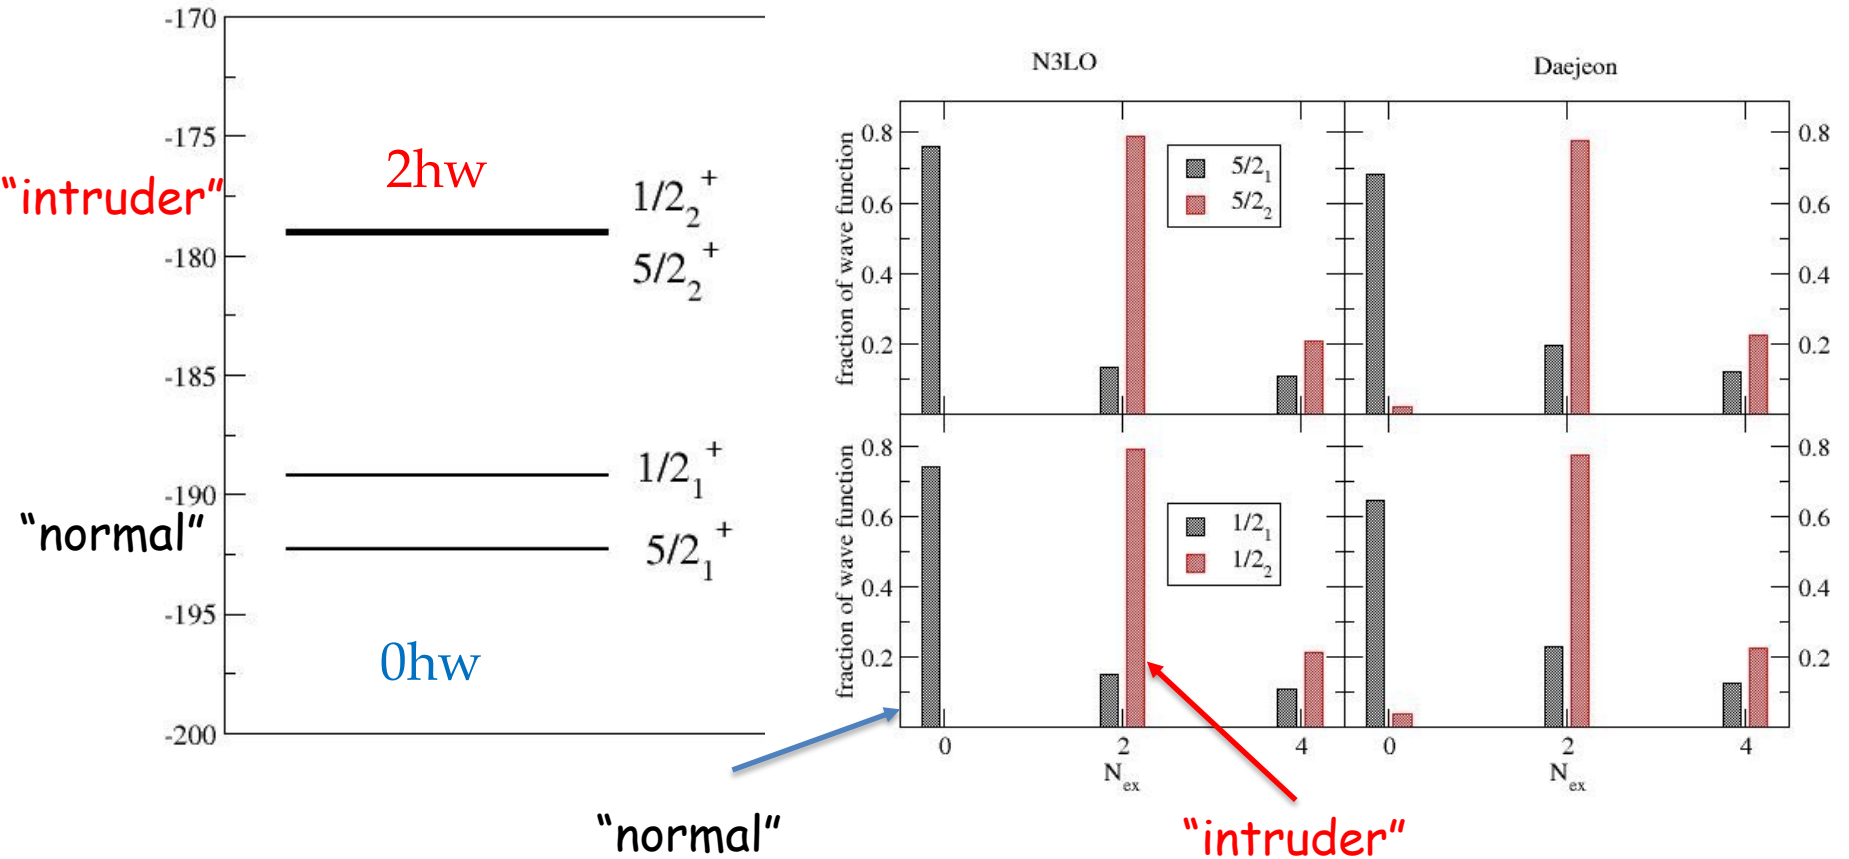 -170
-175
-180
-185
-190
-195
-200
"intruder"
2hw
1/2₂⁺
5/2₂⁺
"normal"
1/2₁⁺
5/2₁⁺
0hw
N3LO
Daejeon
fraction of wave function
0.8
0.6
0.4
0.2
5/2₁
5/2₂
0.8
0.6
0.4
0.2
fraction of wave function
0.8
0.6
0.4
0.2
1/2₁
1/2₂
0.8
0.6
0.4
0.2
0 2 4
0 2 4
Nₑₓ
Nₑₓ
"normal"
"intruder"